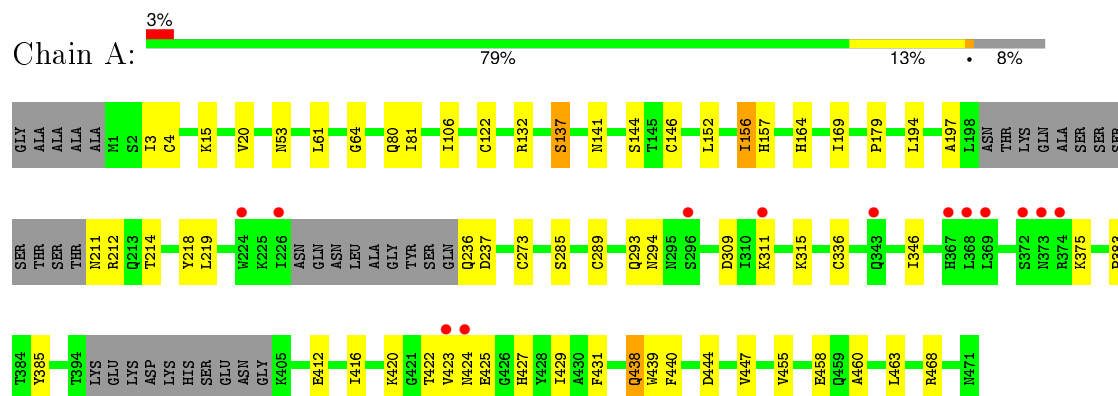 3%
Chain A:
79% 13% • 8%
GLY ALA ALA ALA ALA M1 S2 I3 C4 K15 V20 N53 L61 G64 Q80 I81 I106 C122 R132 S137 N141 S144 T145 C146 L152 I156 H157 H164 I169 P179 L194 A197 L198 ASN THR LYS GLN ALA SER SER SER
SER THR SER THR N211 R212 Q213 T214 Y218 L219 W224 K225 I226 ASN GLN ASN LEU ALA GLY TYR SER GLN Q236 D237 C273 S285 C289 Q293 N294 N295 S296 D309 I310 K311 K315 C336 Q343 I346 H367 L368 L369 S372 N373 R374 K375 P383
T384 Y385 T394 LYS GLU LYS ASP LYS HIS SER GLU ASN GLY K405 E412 I416 K420 G421 T422 V423 N424 E425 G426 H427 Y428 I429 A430 F431 Q438 W439 F440 D444 V447 V455 E458 Q459 A460 L463 R468 N471